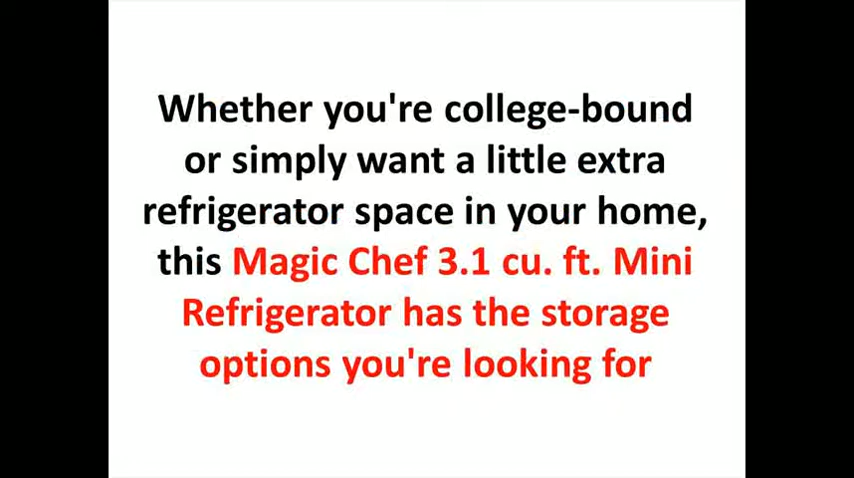 Whether you're college-bound
or simply want a little extra
refrigerator space in your home,
this Magic Chef 3.1 cu. ft. Mini
Refrigerator has the storage
options you're looking for